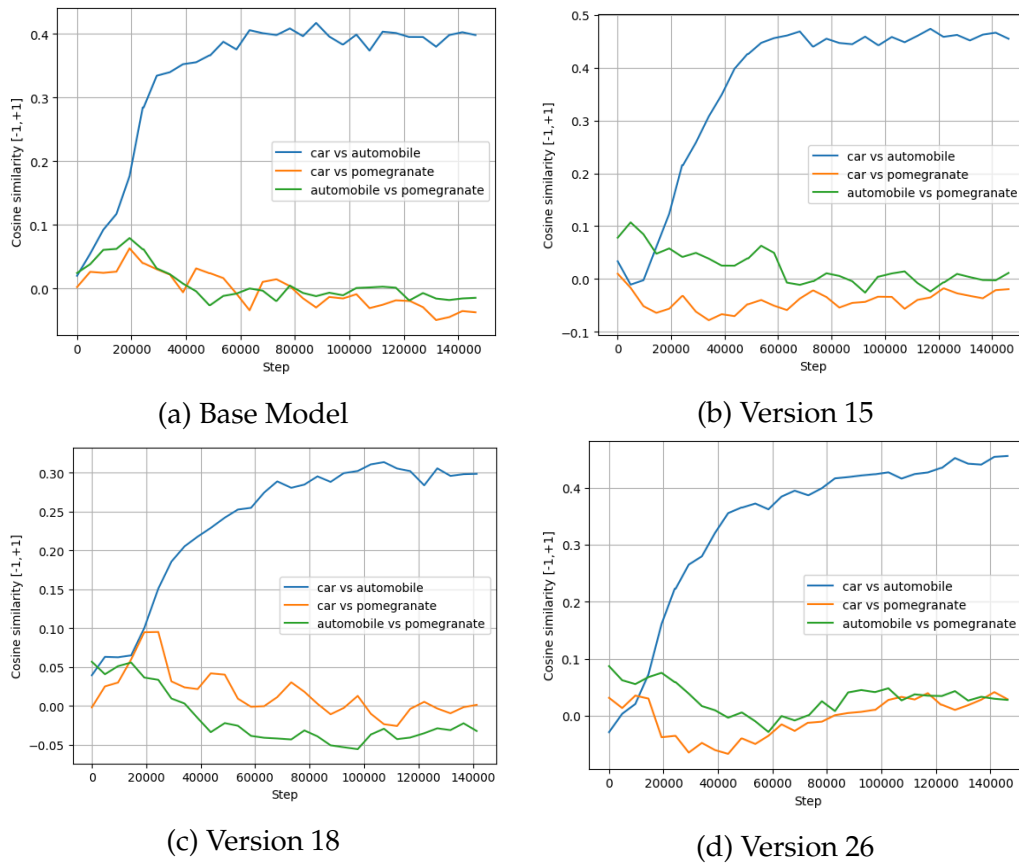 0.4
0.3
0.2
0.1
0.0
Cosine similarity [-1,+1]
car vs automobile
car vs pomegranate
automobile vs pomegranate
0 20000 40000 60000 80000 100000 120000 140000
Step
(a) Base Model
0.5
0.4
0.3
0.2
0.1
0.0
−0.1
Cosine similarity [-1,+1]
car vs automobile
car vs pomegranate
automobile vs pomegranate
0 20000 40000 60000 80000 100000 120000 140000
Step
(b) Version 15
0.30
0.25
0.20
0.15
0.10
0.05
0.00
−0.05
Cosine similarity [-1,+1]
car vs automobile
car vs pomegranate
automobile vs pomegranate
0 20000 40000 60000 80000 100000 120000 140000
Step
(c) Version 18
0.4
0.3
0.2
0.1
0.0
Cosine similarity [-1,+1]
car vs automobile
car vs pomegranate
automobile vs pomegranate
0 20000 40000 60000 80000 100000 120000 140000
Step
(d) Version 26